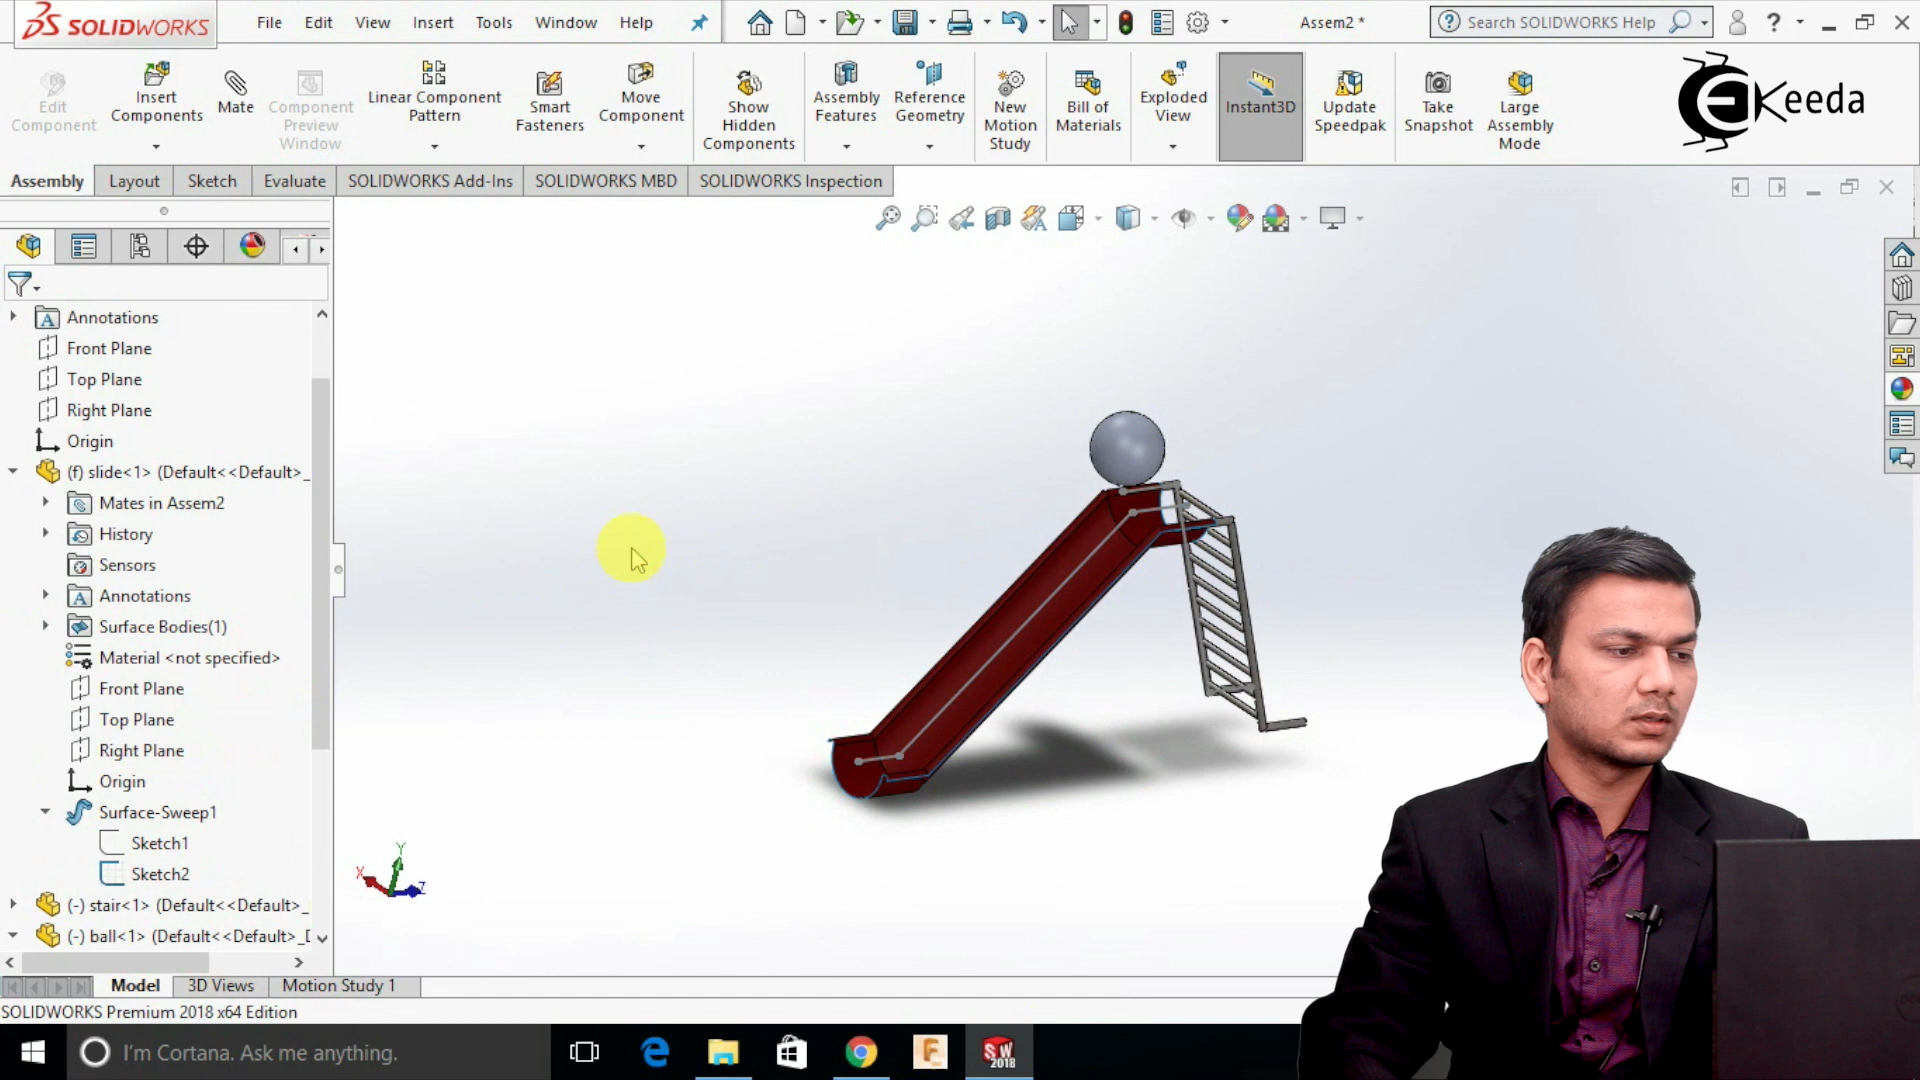 SOLIDWORKS
File
Edit
View
Insert
Tools
Window
Help
Assem2 *
Search SOLIDWORKS Help
?
Edit
Component
Insert
Components
Mate
Component
Preview
Window
Linear Component
Pattern
Smart
Fasteners
Move
Component
Show
Hidden
Components
Assembly
Features
Reference
Geometry
New
Motion
Study
Bill of
Materials
Exploded
View
Instant3D
Update
Speedpak
Take
Snapshot
Large
Assembly
Mode
EKeeda
Assembly
Layout
Sketch
Evaluate
SOLIDWORKS Add-Ins
SOLIDWORKS MBD
SOLIDWORKS Inspection
Annotations
Front Plane
Top Plane
Right Plane
Origin
(f) slide<1> (Default<<Default>_
Mates in Assem2
History
Sensors
Annotations
Surface Bodies(1)
Material <not specified>
Front Plane
Top Plane
Right Plane
Origin
Surface-Sweep1
Sketch1
Sketch2
(-) stair<1> (Default<<Default>_
(-) ball<1> (Default<<Default>_D
Y
X
Z
Model
3D Views
Motion Study 1
SOLIDWORKS Premium 2018 x64 Edition
I'm Cortana. Ask me anything.
F
SW
2018